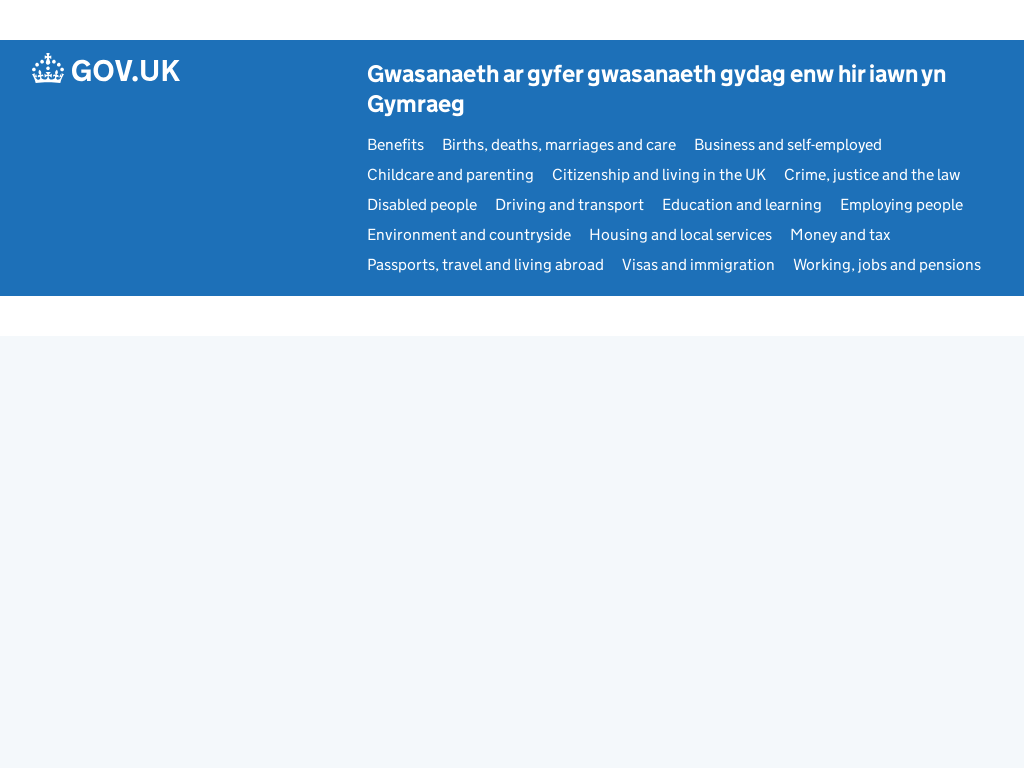 GOV.UK
Gwasanaeth ar gyfer gwasanaeth gydag enw hir iawn yn
Gymraeg
Benefits Births, deaths, marriages and care Business and self-employed
Childcare and parenting Citizenship and living in the UK Crime, justice and the law
Disabled people Driving and transport Education and learning Employing people
Environment and countryside Housing and local services Money and tax
Passports, travel and living abroad Visas and immigration Working, jobs and pensions